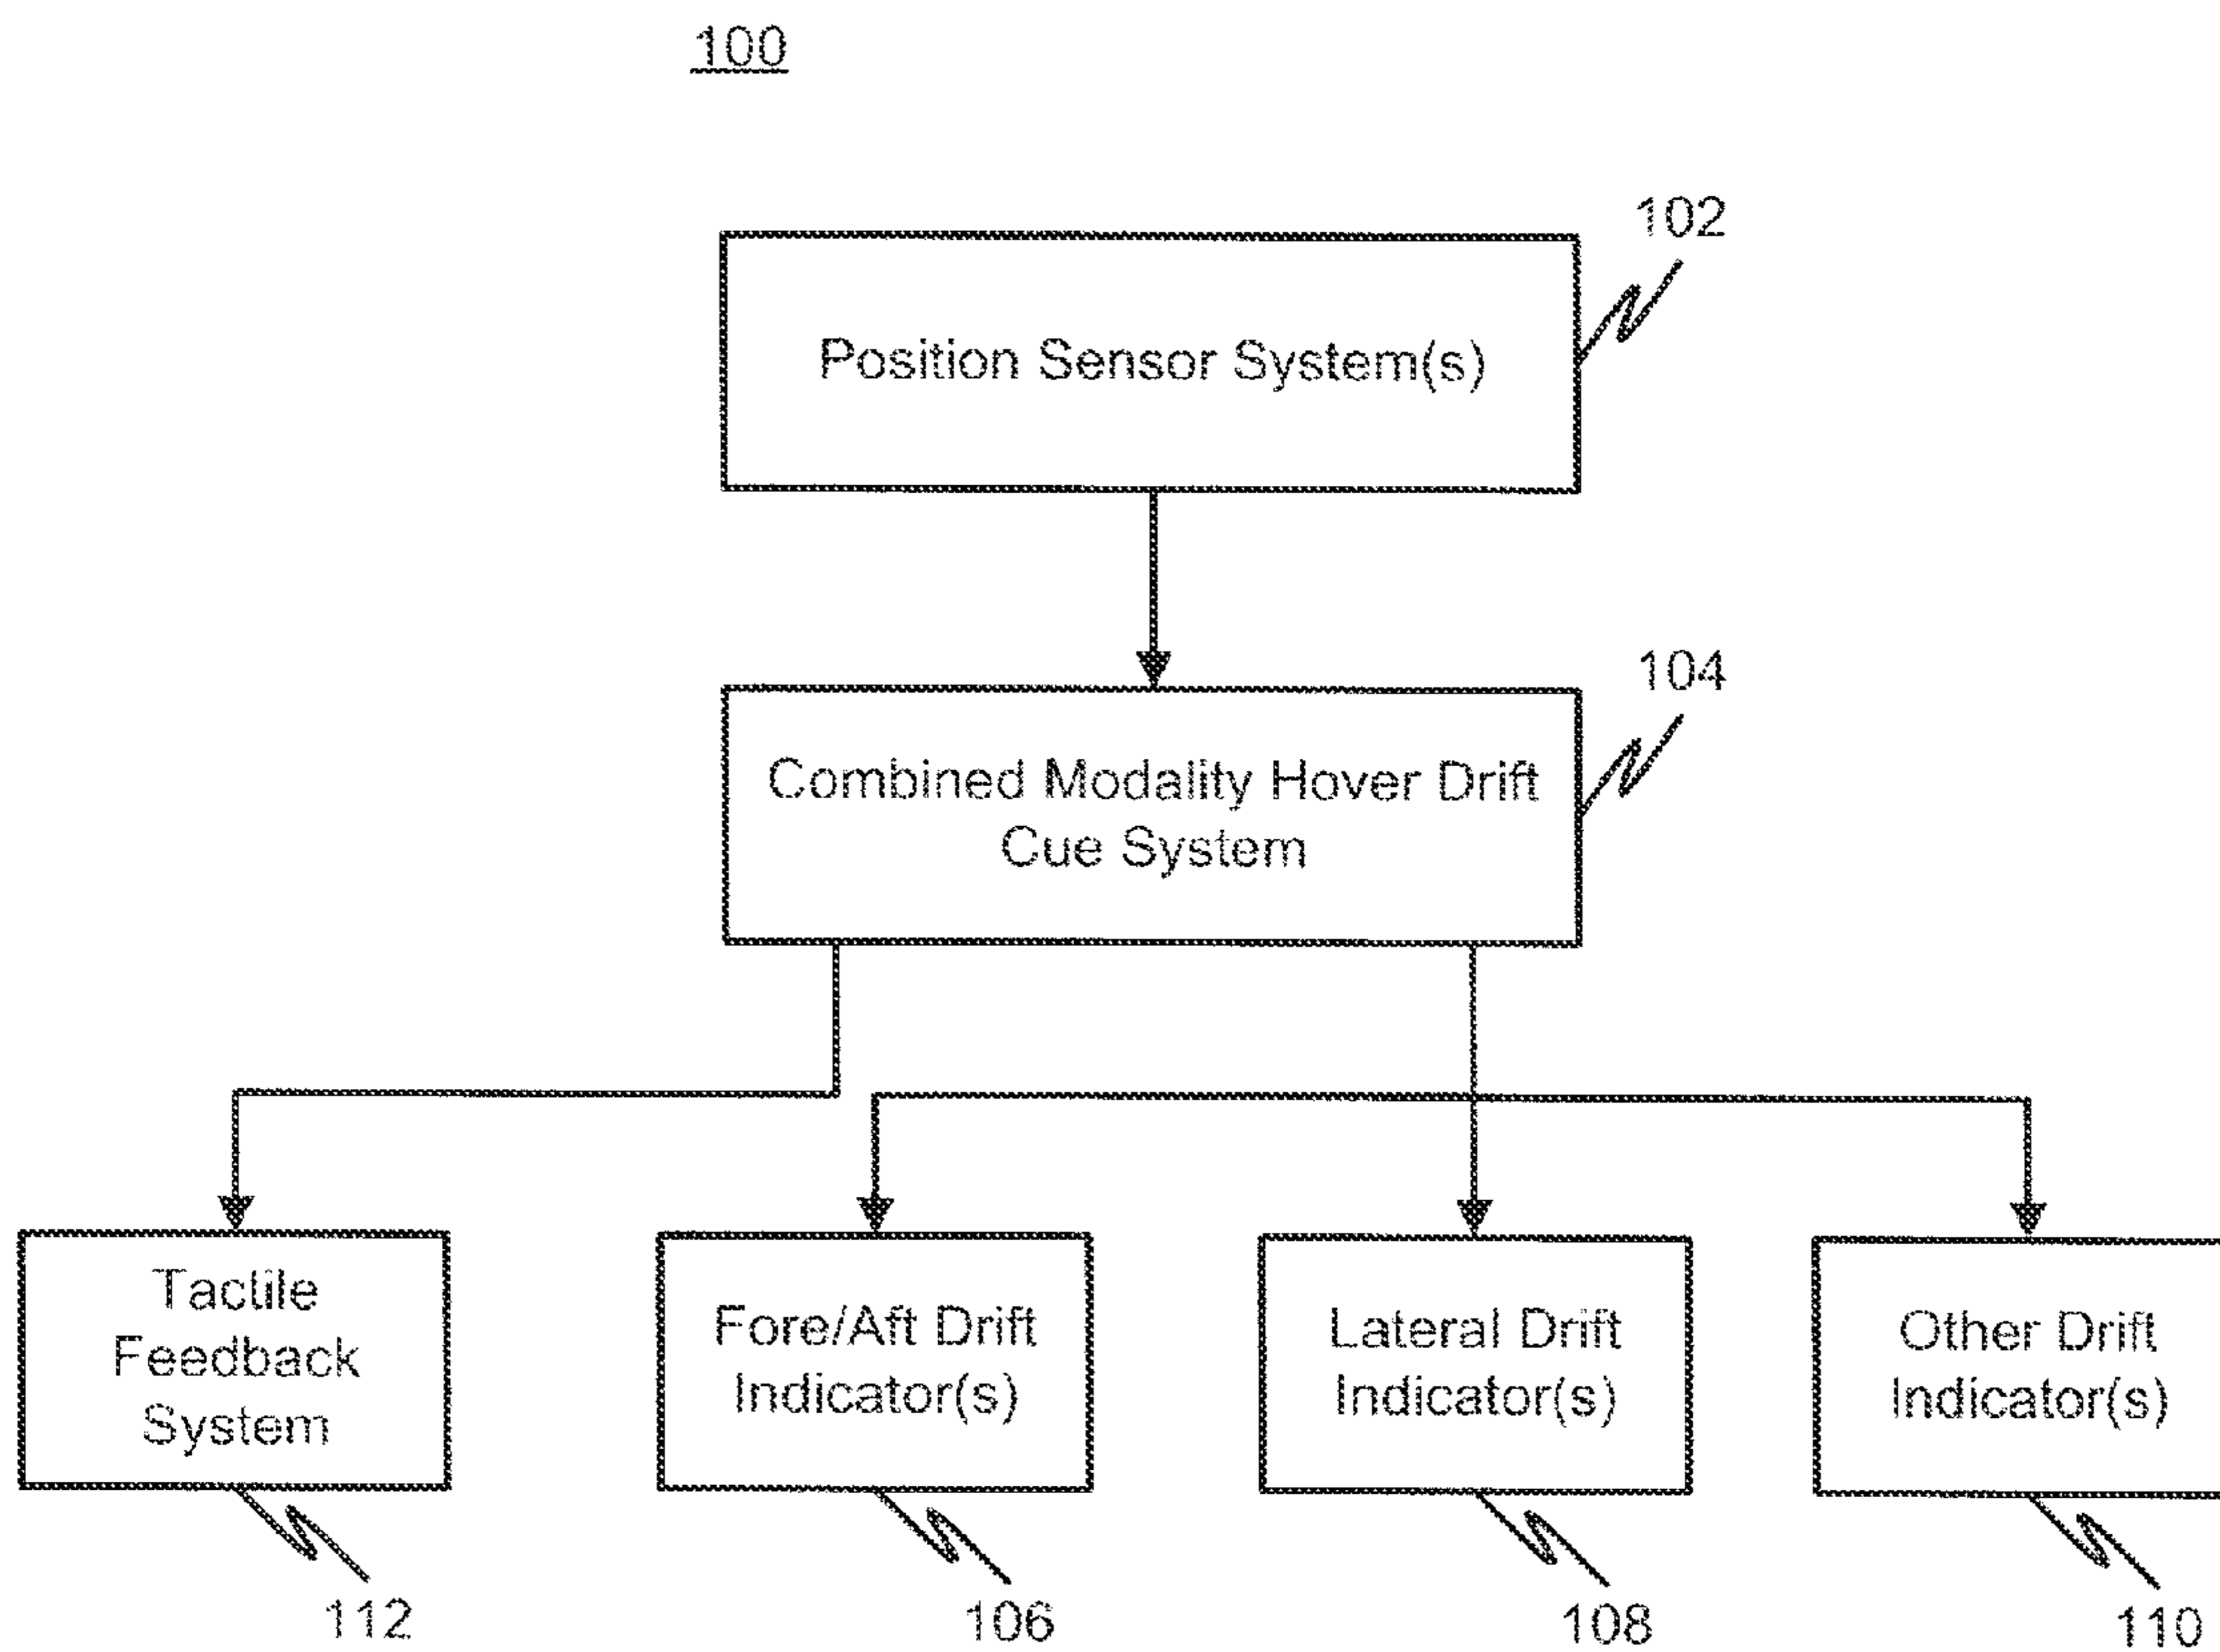 100
102
Position Sensor System(s)
104
Combined Modality Hover Drift
Cue System
Tactile
Feedback
System
Fore/Aft Drift
Indicator(s)
Lateral Drift
Indicator(s)
Other Drift
Indicator(s)
112
106
108
110